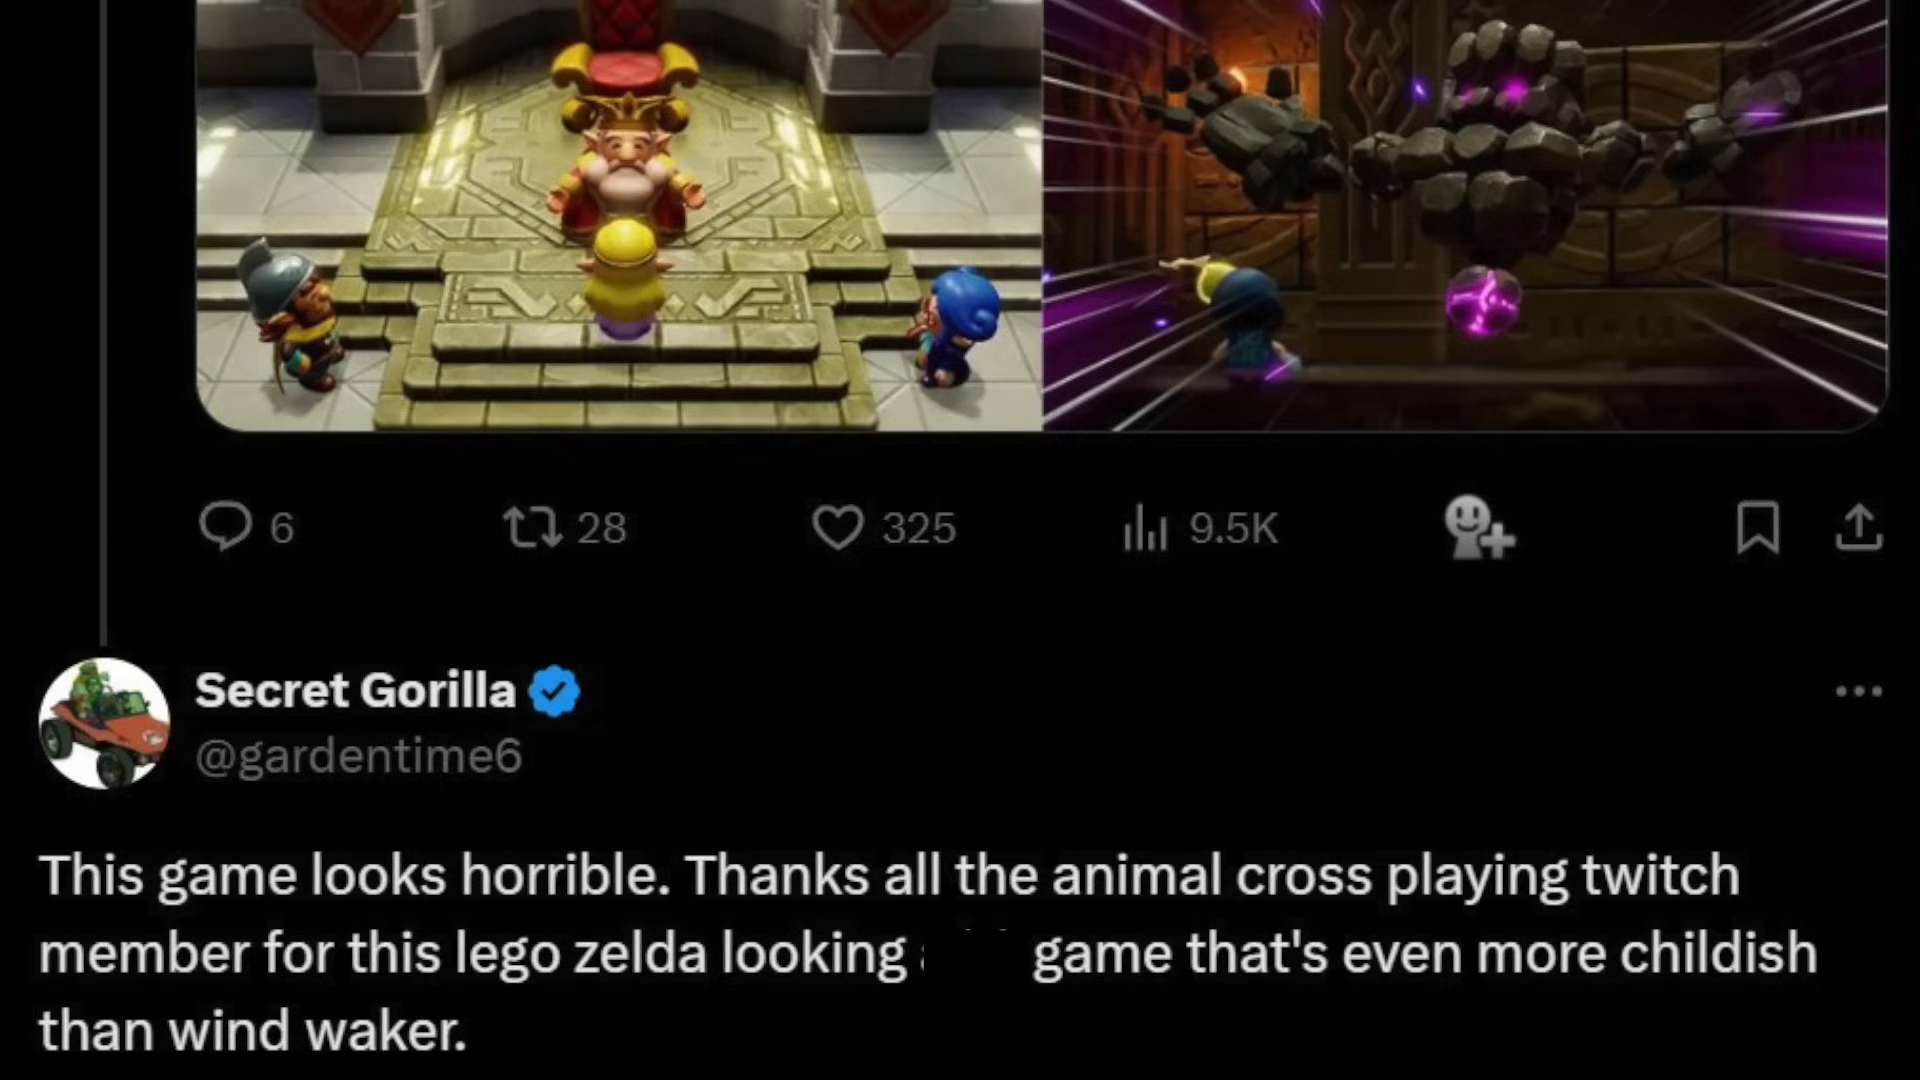 6 28 325 9.5K
Secret Gorilla
@gardentime6
This game looks horrible. Thanks all the animal cross playing twitch
member for this lego zelda looking game that's even more childish
than wind waker.